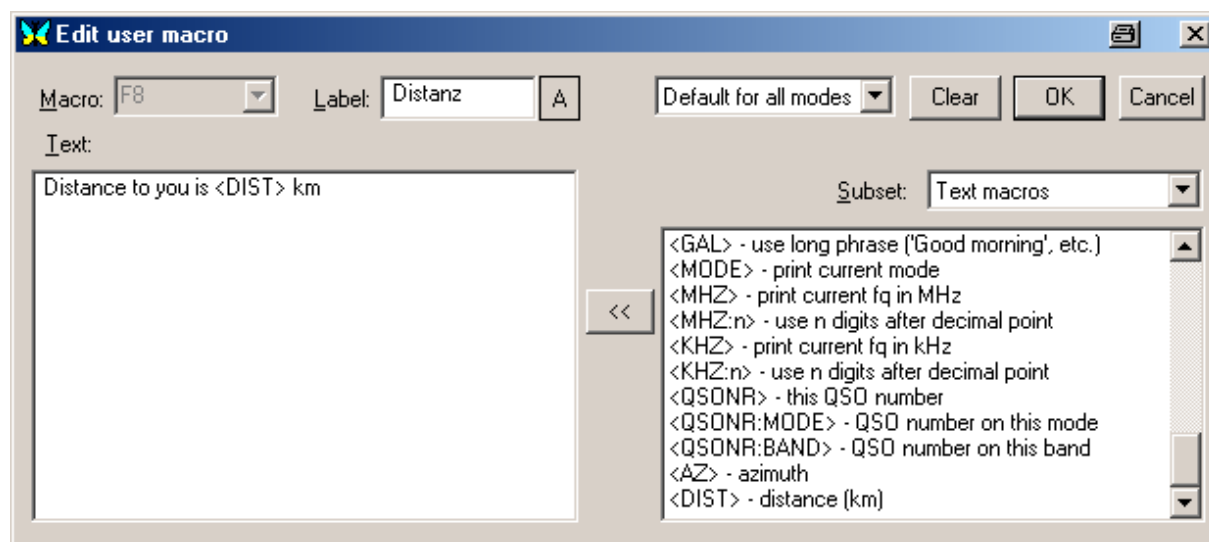 Edit user macro
Macro: F8 Label: Distanz A Default for all modes Clear OK Cancel
Text:
Distance to you is <DIST> km
Subset: Text macros
<<
<GAL> - use long phrase ('Good morning', etc.)
<MODE> - print current mode
<MHZ> - print current fq in MHz
<MHZ:n> - use n digits after decimal point
<KHZ> - print current fq in kHz
<KHZ:n> - use n digits after decimal point
<QSONR> - this QSO number
<QSONR:MODE> - QSO number on this mode
<QSONR:BAND> - QSO number on this band
<AZ> - azimuth
<DIST> - distance (km)